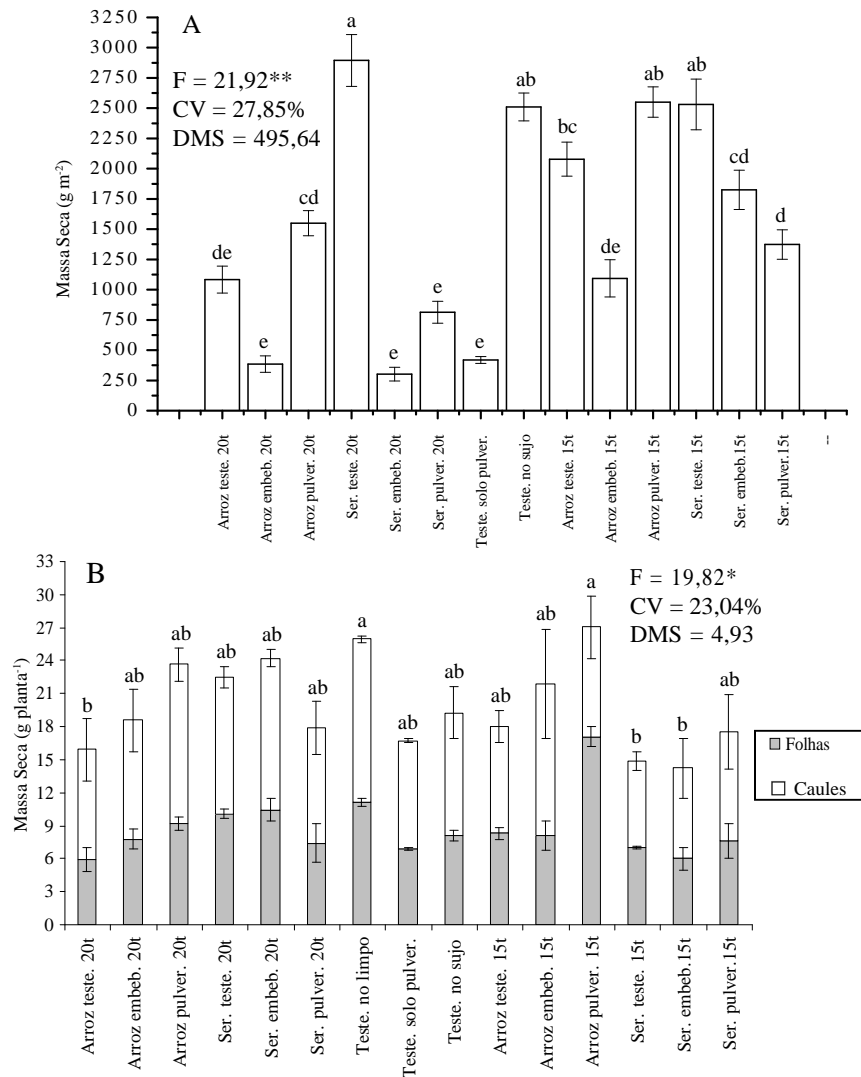 A
F = 21,92**
CV = 27,85%
DMS = 495,64
Massa Seca (g m⁻²)
3250
3000
2750
2500
2250
2000
1750
1500
1250
1000
750
500
250
0
de
e
cd
a
e
e
e
ab
bc
de
ab
ab
cd
d
Arroz teste. 20t
Arroz embeb. 20t
Arroz pulver. 20t
Ser. teste. 20t
Ser. embeb. 20t
Ser. pulver. 20t
Teste. solo pulver.
Teste. no sujo
Arroz teste. 15t
Arroz embeb. 15t
Arroz pulver. 15t
Ser. teste. 15t
Ser. embeb.15t
Ser. pulver.15t
--
B
F = 19,82*
CV = 23,04%
DMS = 4,93
Massa Seca (g planta⁻¹)
33
30
27
24
21
18
15
12
9
6
3
0
b
ab
ab
ab
ab
ab
a
ab
ab
ab
ab
a
b
b
ab
Folhas
Caules
Arroz teste. 20t
Arroz embeb. 20t
Arroz pulver. 20t
Ser. teste. 20t
Ser. embeb. 20t
Ser. pulver. 20t
Teste. no limpo
Teste. solo pulver.
Teste. no sujo
Arroz teste. 15t
Arroz embeb. 15t
Arroz pulver. 15t
Ser. teste. 15t
Ser. embeb.15t
Ser. pulver.15t